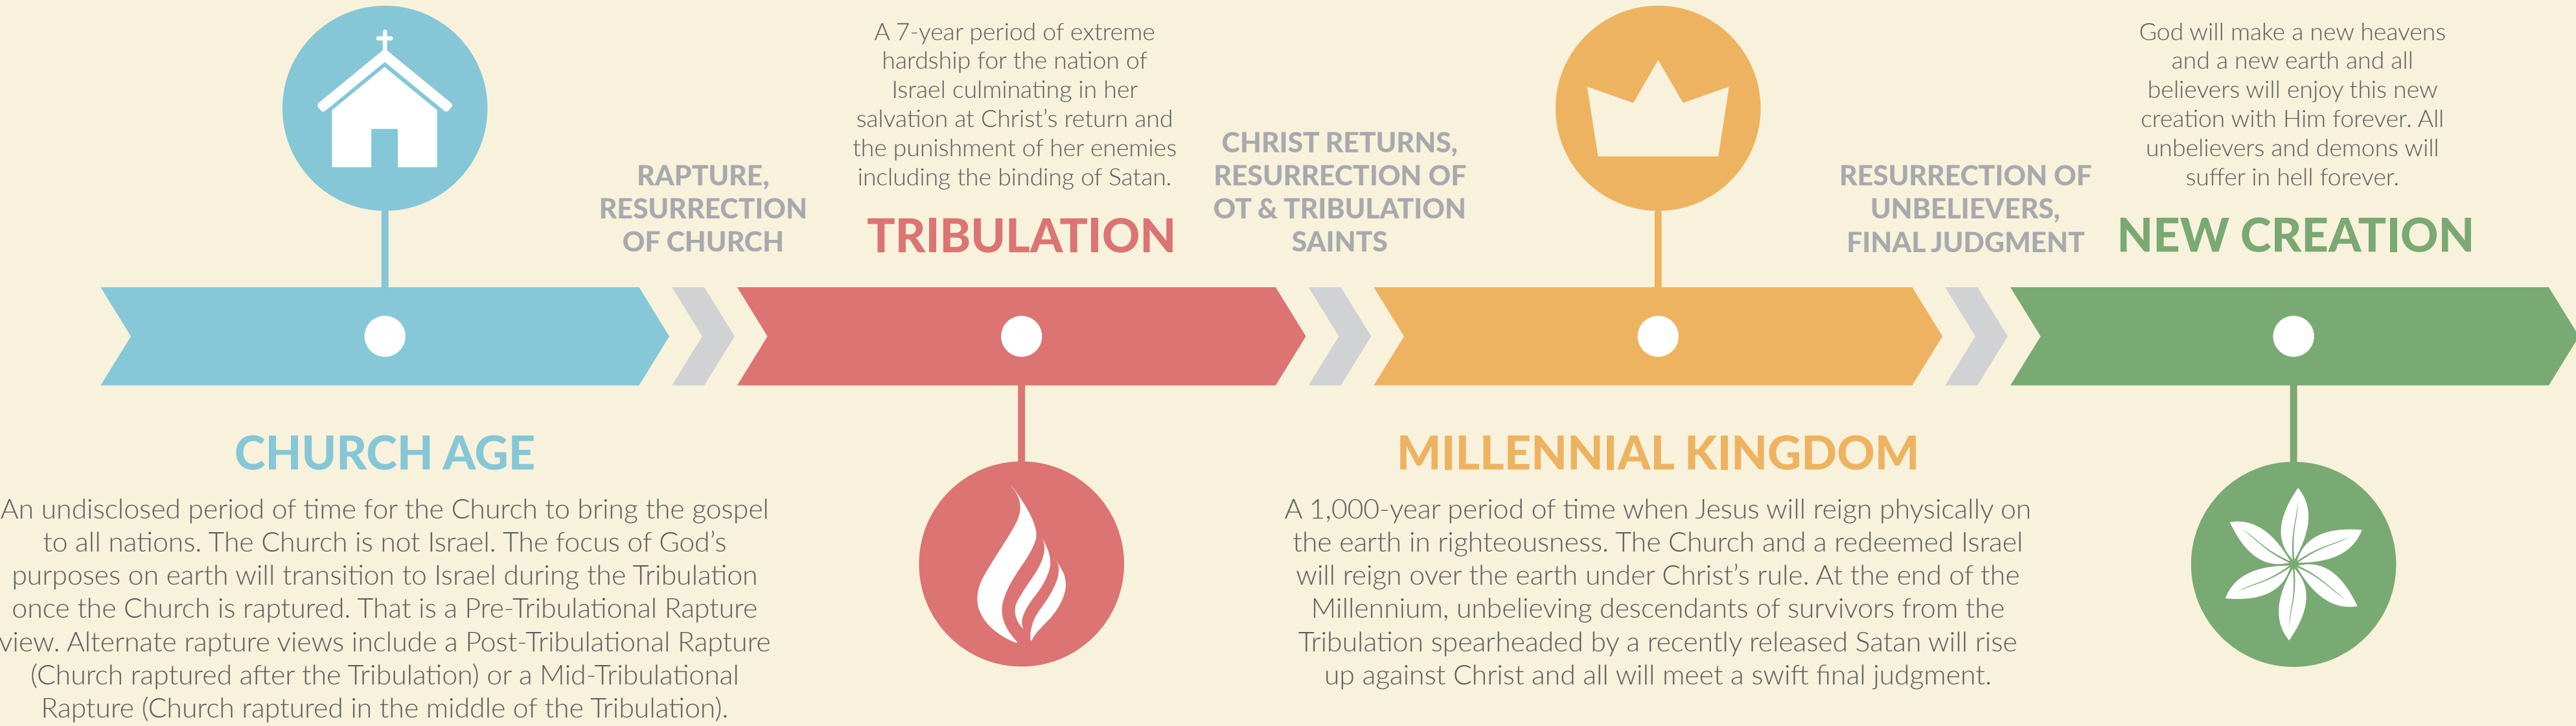 CHURCH AGE
An undisclosed period of time for the Church to bring the gospel
to all nations. The Church is not Israel. The focus of God's
purposes on earth will transition to Israel during the Tribulation
once the Church is raptured. That is a Pre-Tribulational Rapture
view. Alternate rapture views include a Post-Tribulational Rapture
(Church raptured after the Tribulation) or a Mid-Tribulational
Rapture (Church raptured in the middle of the Tribulation).
RAPTURE,
RESURRECTION
OF CHURCH
A 7-year period of extreme
hardship for the nation of
Israel culminating in her
salvation at Christ's return and
the punishment of her enemies
including the binding of Satan.
TRIBULATION
CHRIST RETURNS,
RESURRECTION OF
OT & TRIBULATION
SAINTS
MILLENNIAL KINGDOM
A 1,000-year period of time when Jesus will reign physically on
the earth in righteousness. The Church and a redeemed Israel
will reign over the earth under Christ's rule. At the end of the
Millennium, unbelieving descendants of survivors from the
Tribulation spearheaded by a recently released Satan will rise
up against Christ and all will meet a swift final judgment.
RESURRECTION OF
UNBELIEVERS,
FINAL JUDGMENT
God will make a new heavens
and a new earth and all
believers will enjoy this new
creation with Him forever. All
unbelievers and demons will
suffer in hell forever.
NEW CREATION